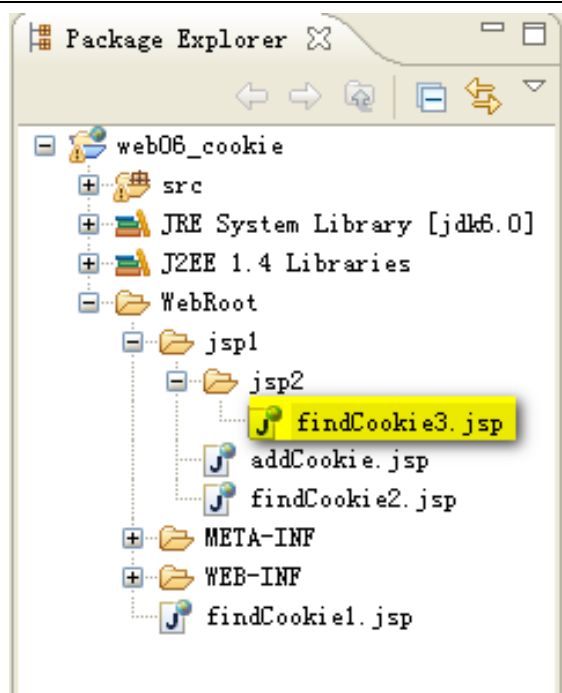 Package Explorer
web06_cookie
src
JRE System Library [jdk6.0]
J2EE 1.4 Libraries
WebRoot
jsp1
jsp2
findCookie3.jsp
addCookie.jsp
findCookie2.jsp
META-INF
WEB-INF
findCookie1.jsp